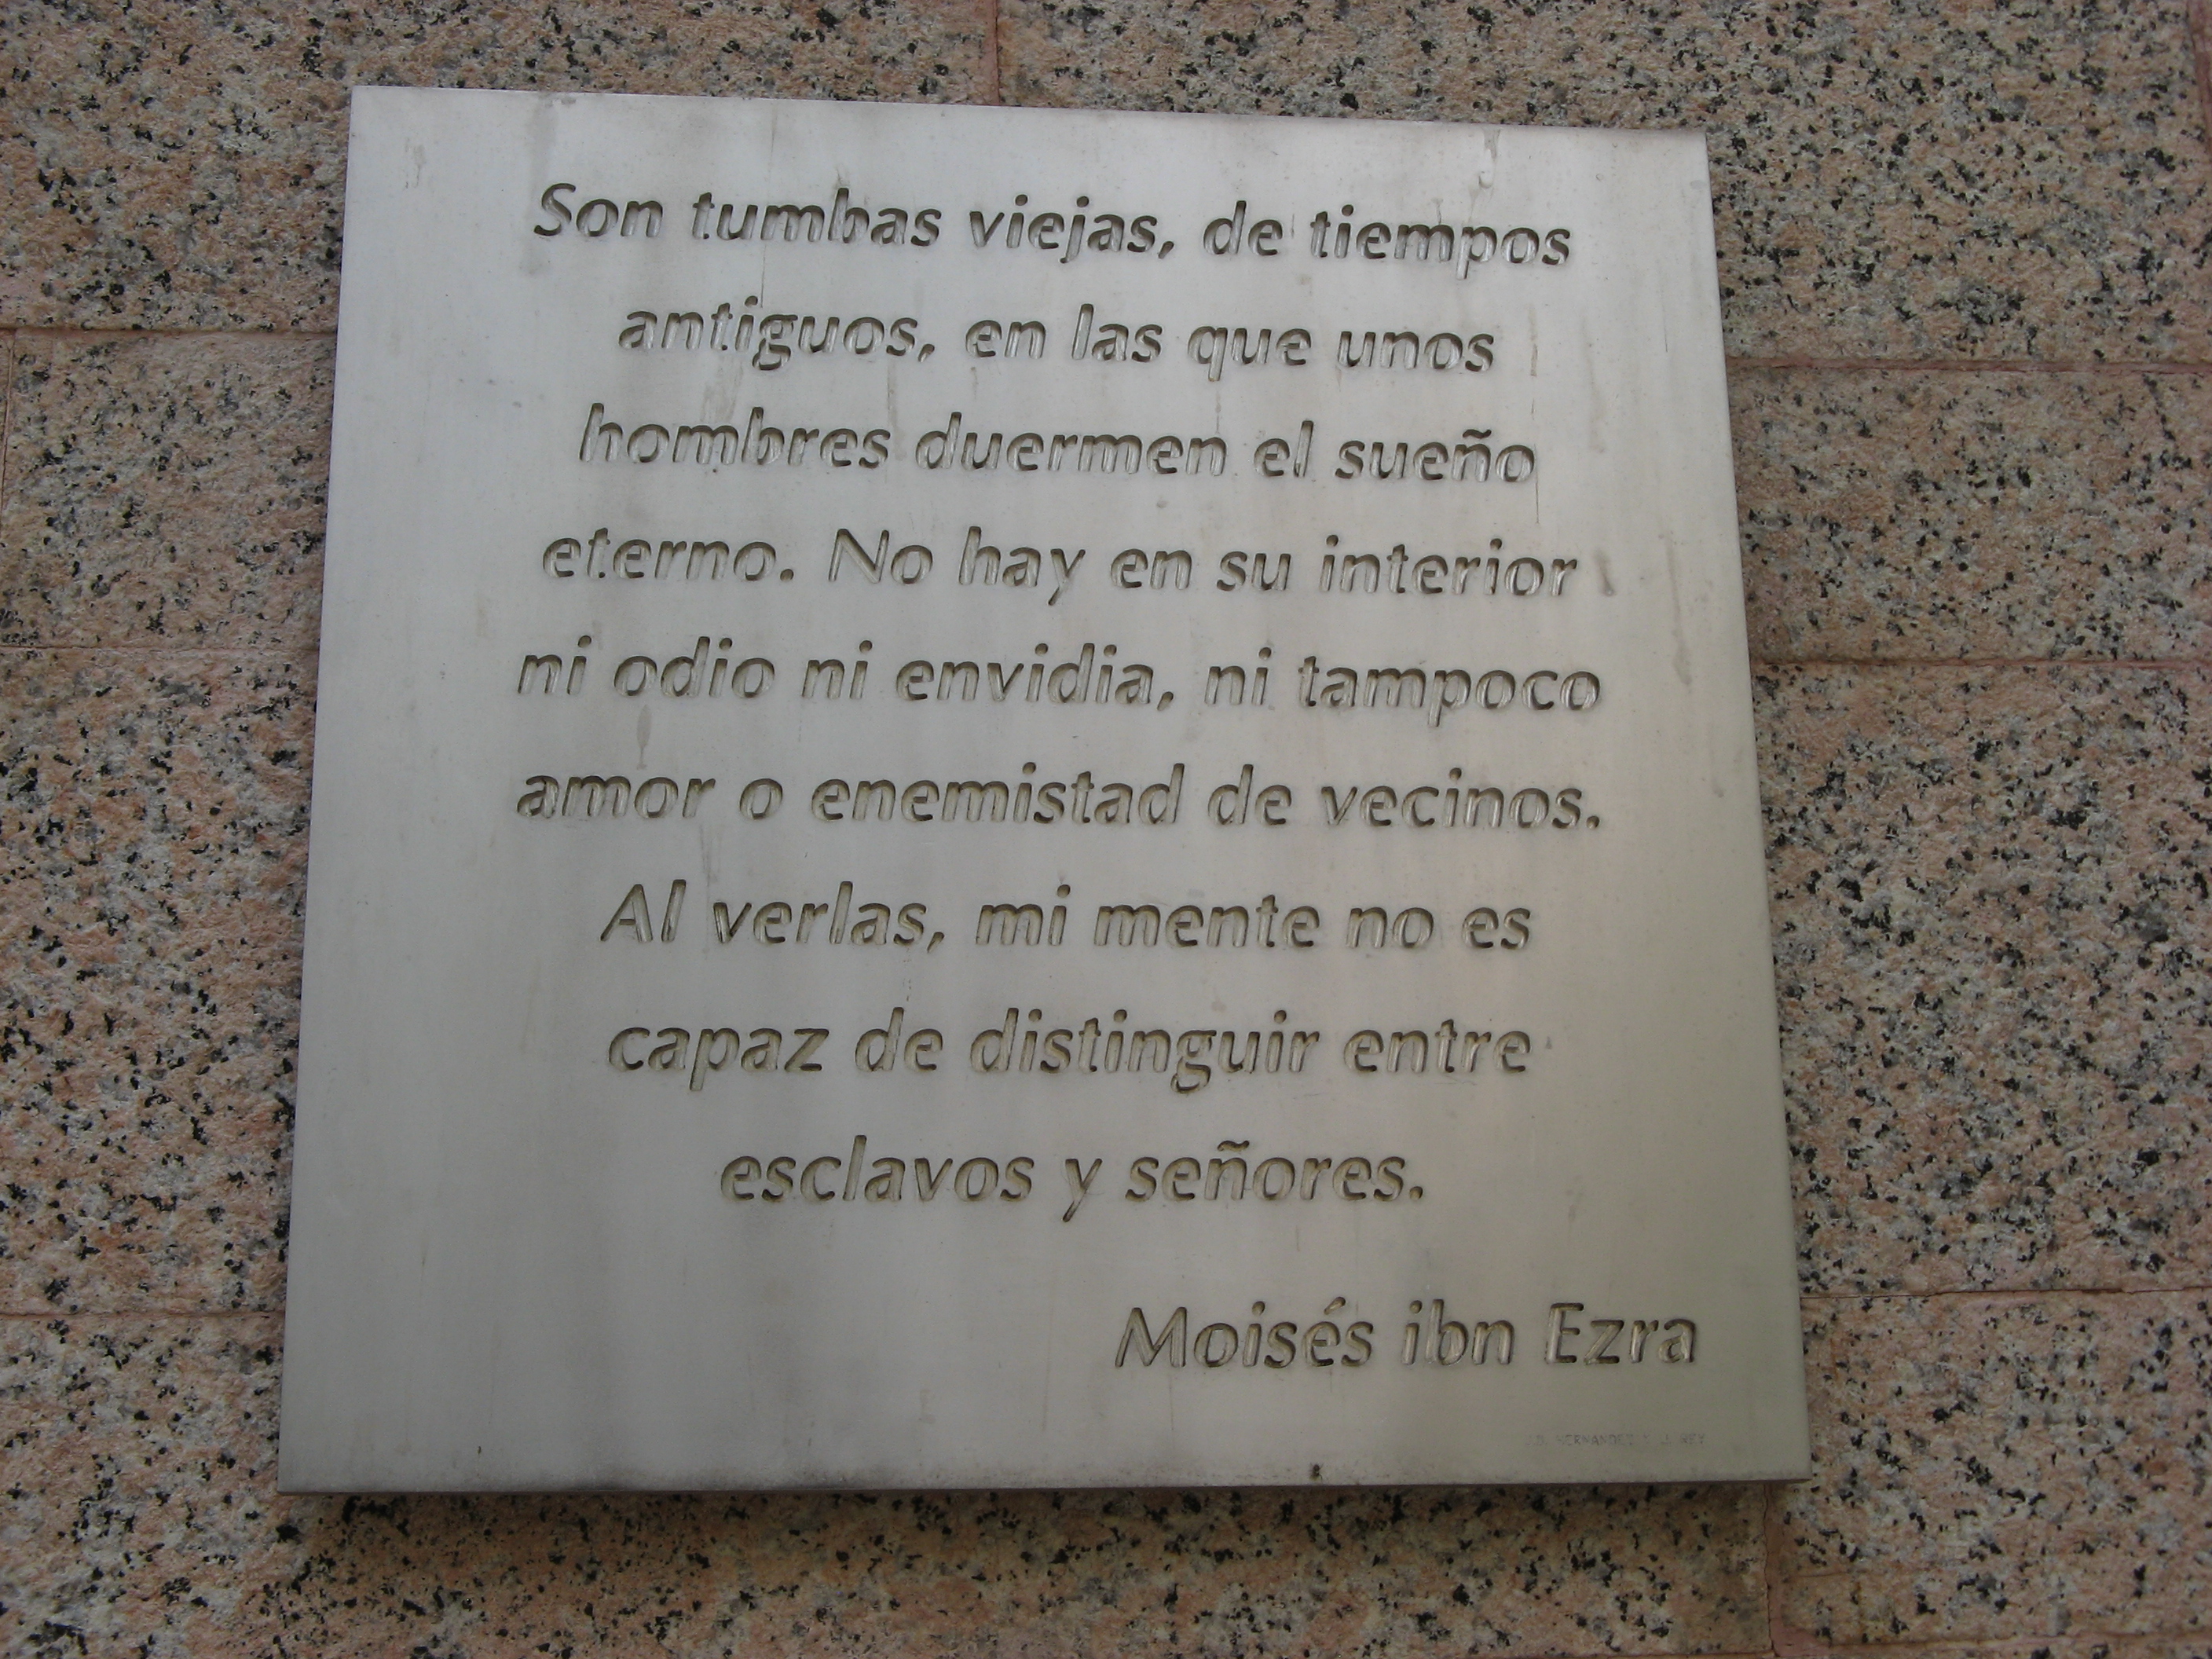 Son tumbas viejas, de tiempos
antiguos, en las que unos
hombres duermen el sueño
eterno. No hay en su interior
ni odio ni envidia, ni tampoco
amor o enemistad de vecinos.
Al verlas, mi mente no es
capaz de distinguir entre
esclavos y señores.
Moisés ibn Ezra
REY